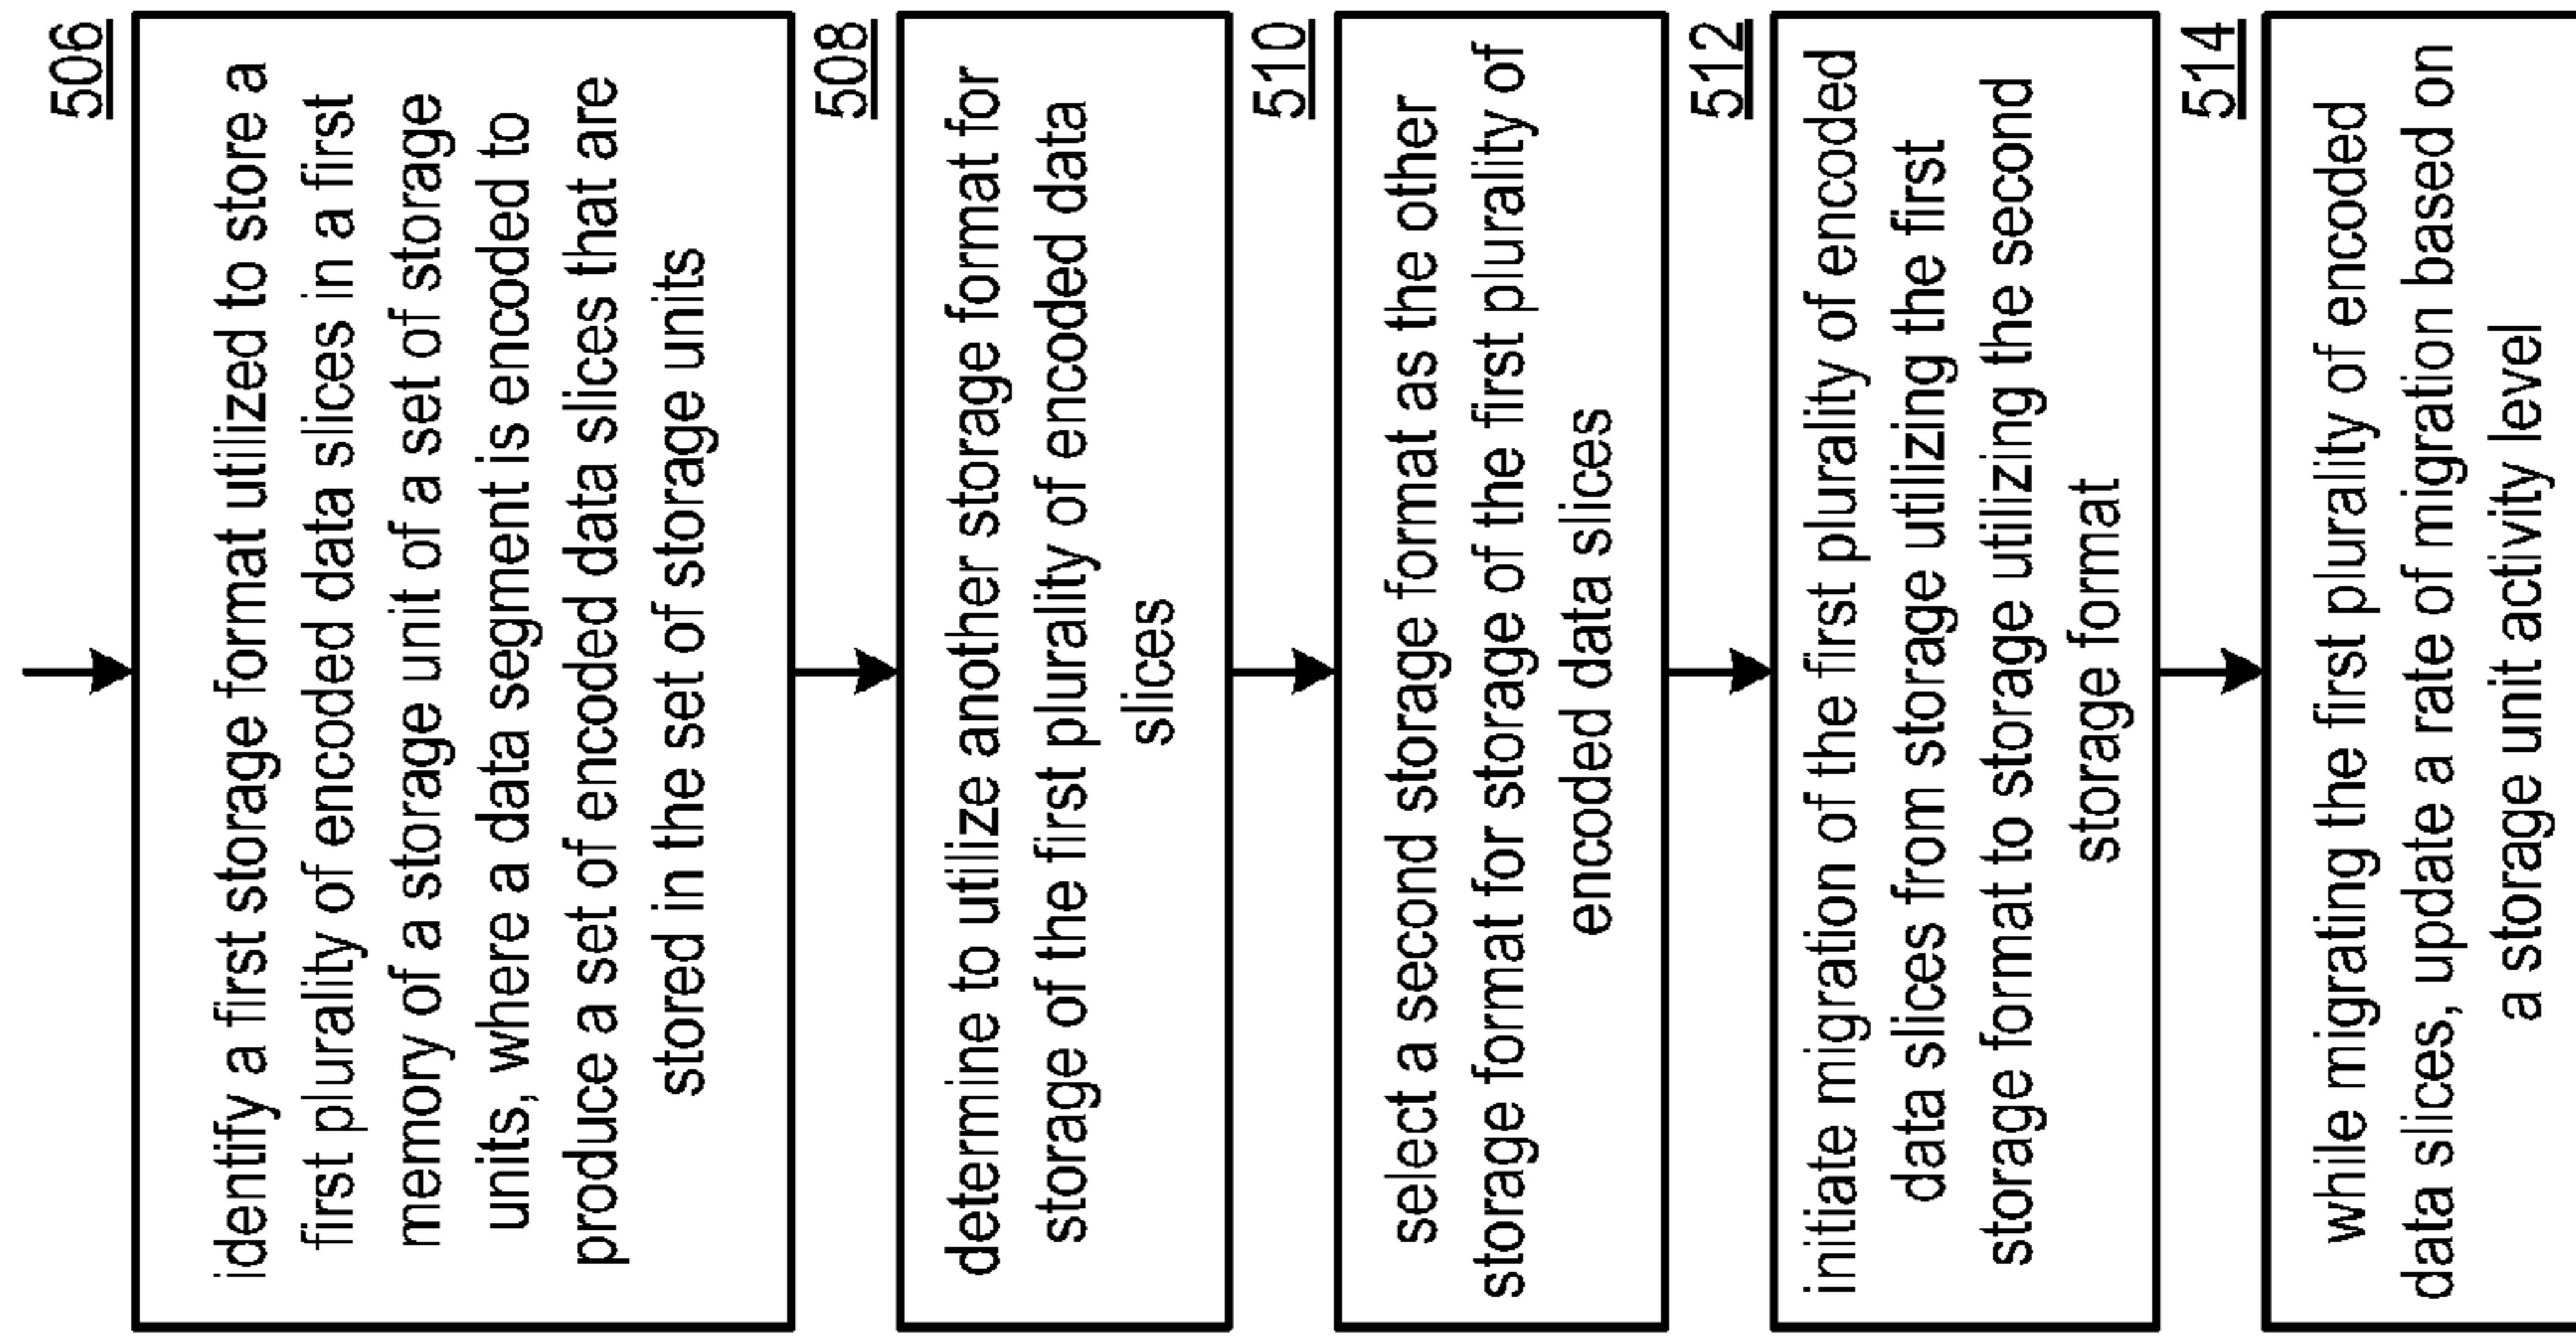 506
identify a first storage format utilized to store a
first plurality of encoded data slices in a first
memory of a storage unit of a set of storage
units, where a data segment is encoded to
produce a set of encoded data slices that are
stored in the set of storage units
508
determine to utilize another storage format for
storage of the first plurality of encoded data
slices
510
select a second storage format as the other
storage format for storage of the first plurality of
encoded data slices
512
initiate migration of the first plurality of encoded
data slices from storage utilizing the first
storage format to storage utilizing the second
storage format
514
while migrating the first plurality of encoded
data slices, update a rate of migration based on
a storage unit activity level